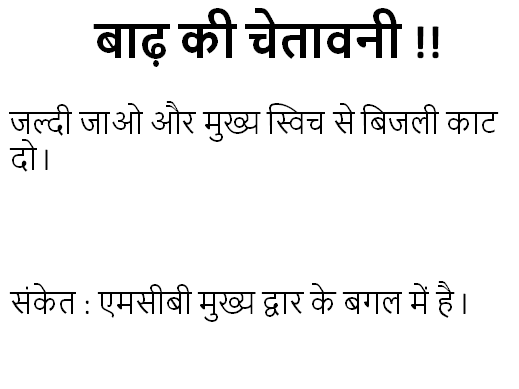 बाढ़ की चेतावनी !!
जल्दी जाओ और मुख्य स्विच से बिजली काट
दो।
संकेत : एमसीबी मुख्य द्वार के बगल में है।